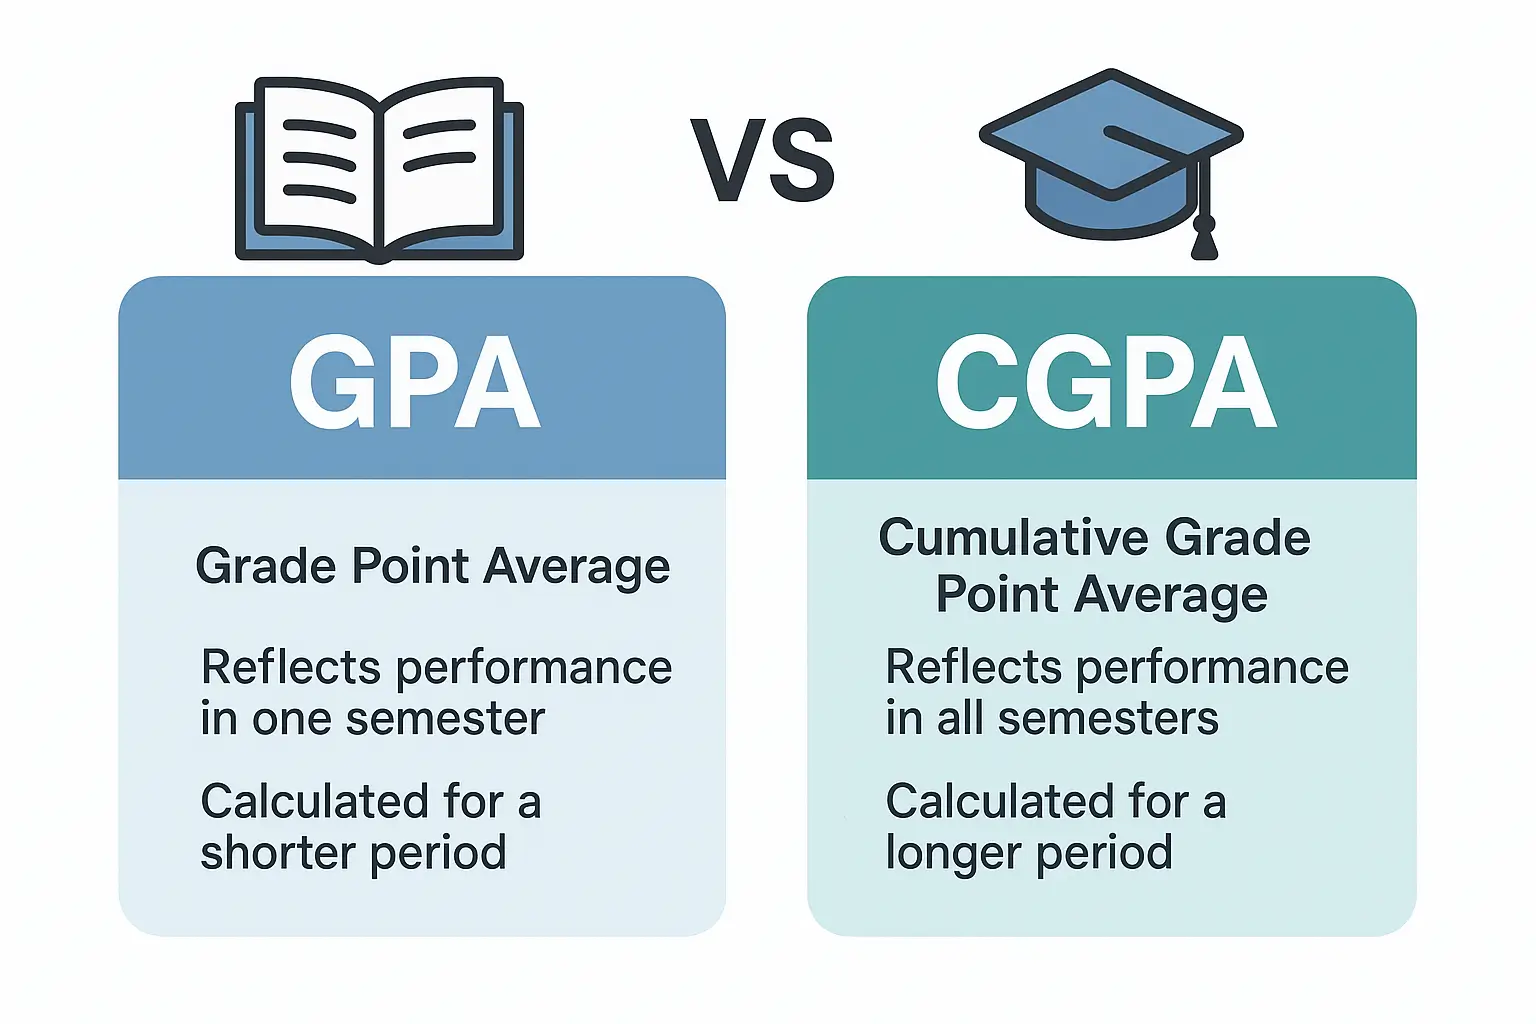 VS
GPA
Grade Point Average
Reflects performance
in one semester
Calculated for a
shorter period
CGPA
Cumulative Grade
Point Average
Reflects performance
in all semesters
Calculated for a
longer period